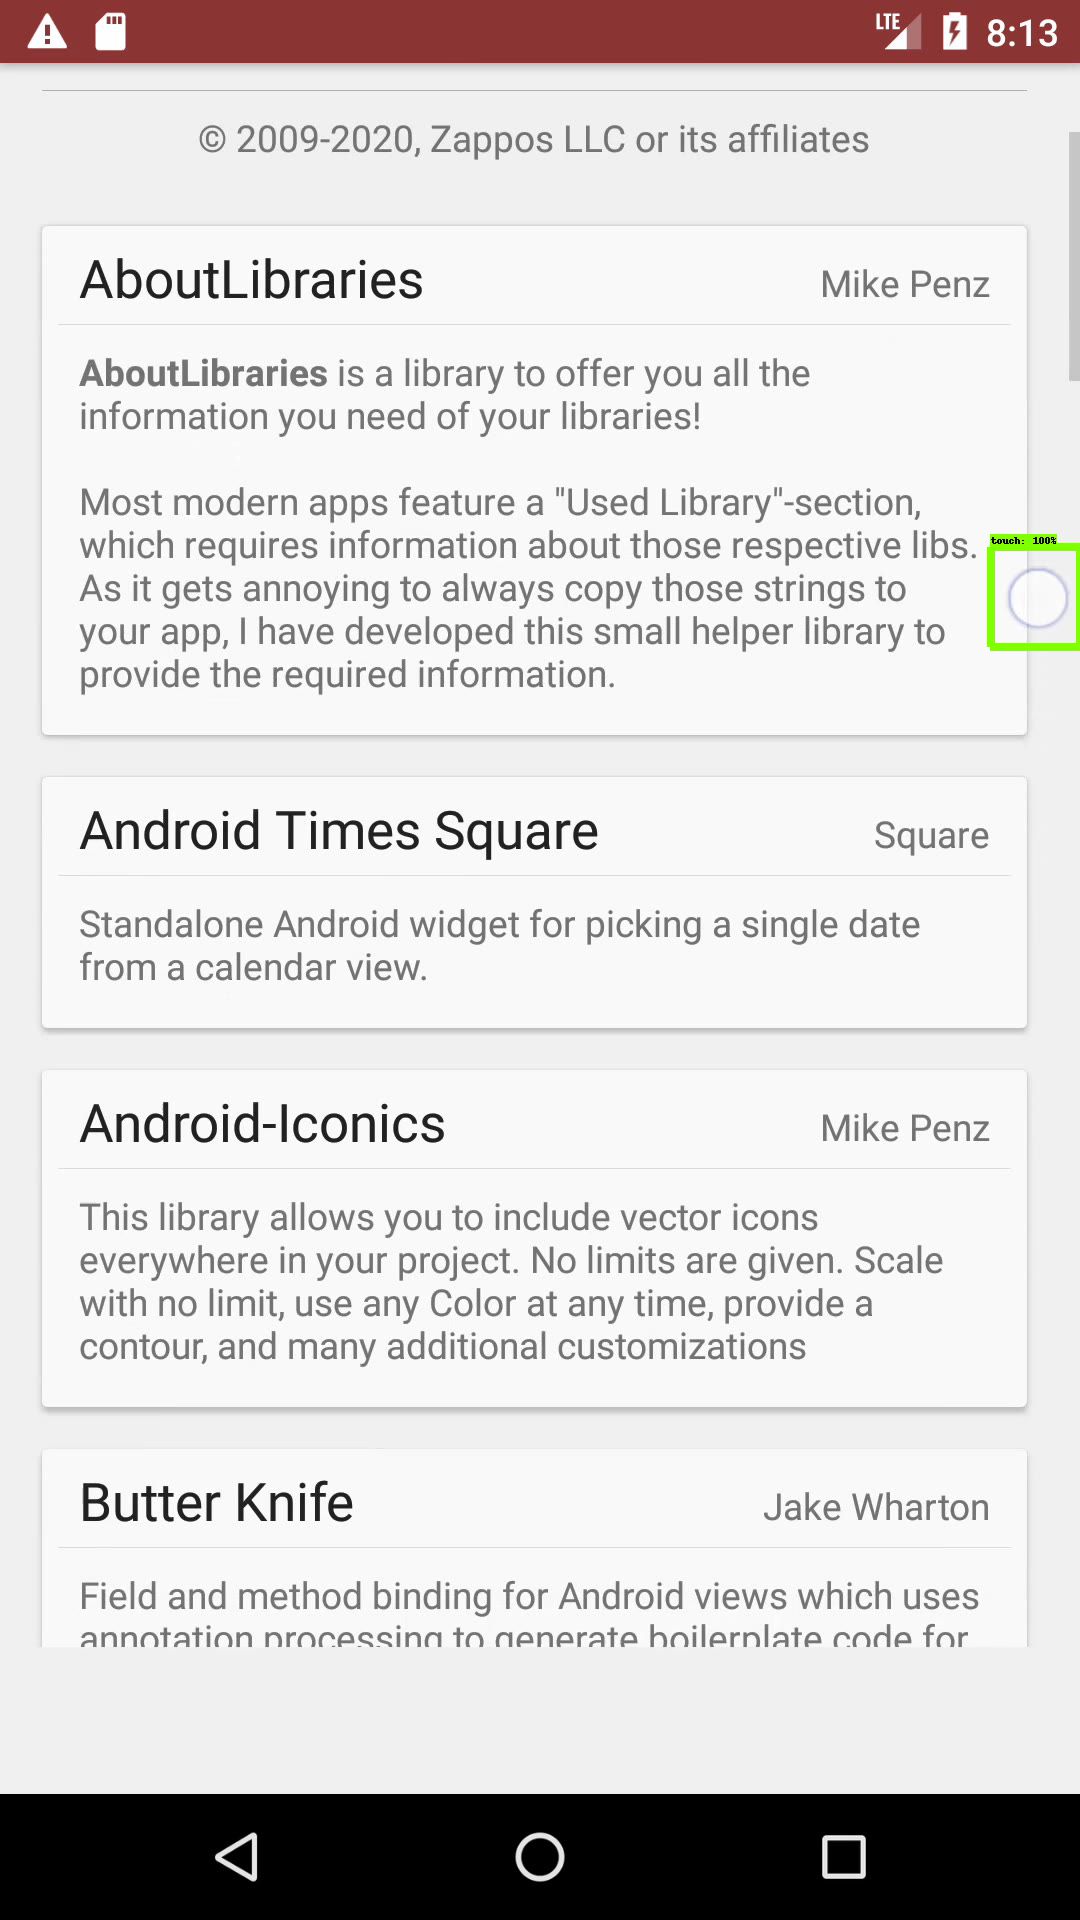 LTE 8:13
© 2009-2020, Zappos LLC or its affiliates
AboutLibraries Mike Penz
AboutLibraries is a library to offer you all the
information you need of your libraries!
Most modern apps feature a "Used Library"-section,
which requires information about those respective libs.
touch: 100%
As it gets annoying to always copy those strings to
your app, I have developed this small helper library to
provide the required information.
Android Times Square Square
Standalone Android widget for picking a single date
from a calendar view.
Android-Iconics Mike Penz
This library allows you to include vector icons
everywhere in your project. No limits are given. Scale
with no limit, use any Color at any time, provide a
contour, and many additional customizations
Butter Knife Jake Wharton
Field and method binding for Android views which uses
annotation processing to generate boilerplate code for